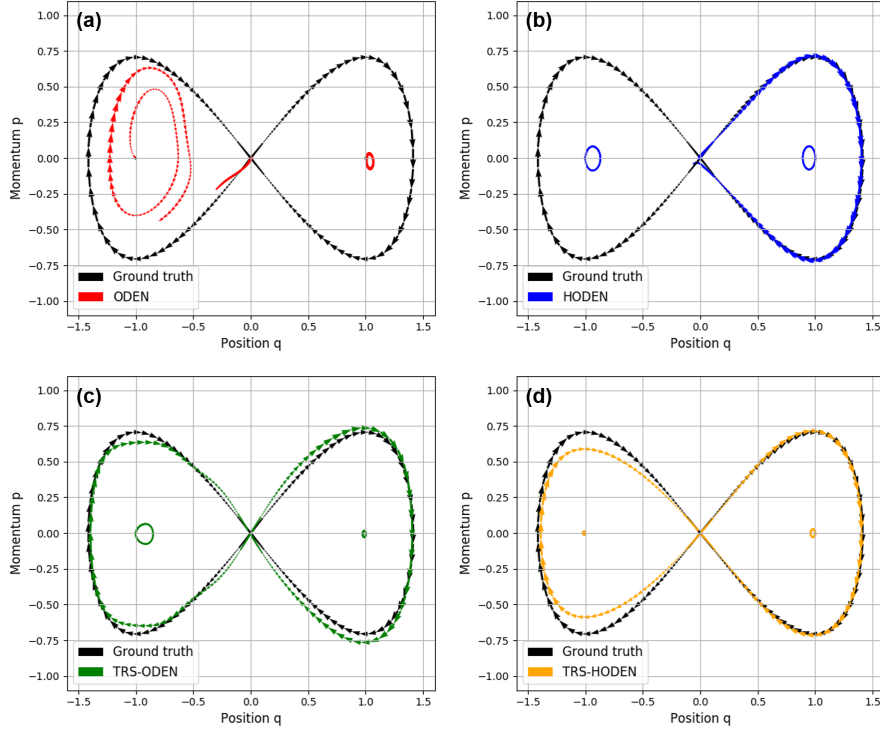 (a)
1.00
0.75
0.50
0.25
0.00
−0.25
−0.50
−0.75
−1.00
Momentum p
Ground truth
ODEN
−1.5 −1.0 −0.5 0.0 0.5 1.0 1.5
Position q
(b)
1.00
0.75
0.50
0.25
0.00
−0.25
−0.50
−0.75
−1.00
Momentum p
Ground truth
HODEN
−1.5 −1.0 −0.5 0.0 0.5 1.0 1.5
Position q
(c)
1.00
0.75
0.50
0.25
0.00
−0.25
−0.50
−0.75
−1.00
Momentum p
Ground truth
TRS-ODEN
−1.5 −1.0 −0.5 0.0 0.5 1.0 1.5
Position q
(d)
1.00
0.75
0.50
0.25
0.00
−0.25
−0.50
−0.75
−1.00
Momentum p
Ground truth
TRS-HODEN
−1.5 −1.0 −0.5 0.0 0.5 1.0 1.5
Position q